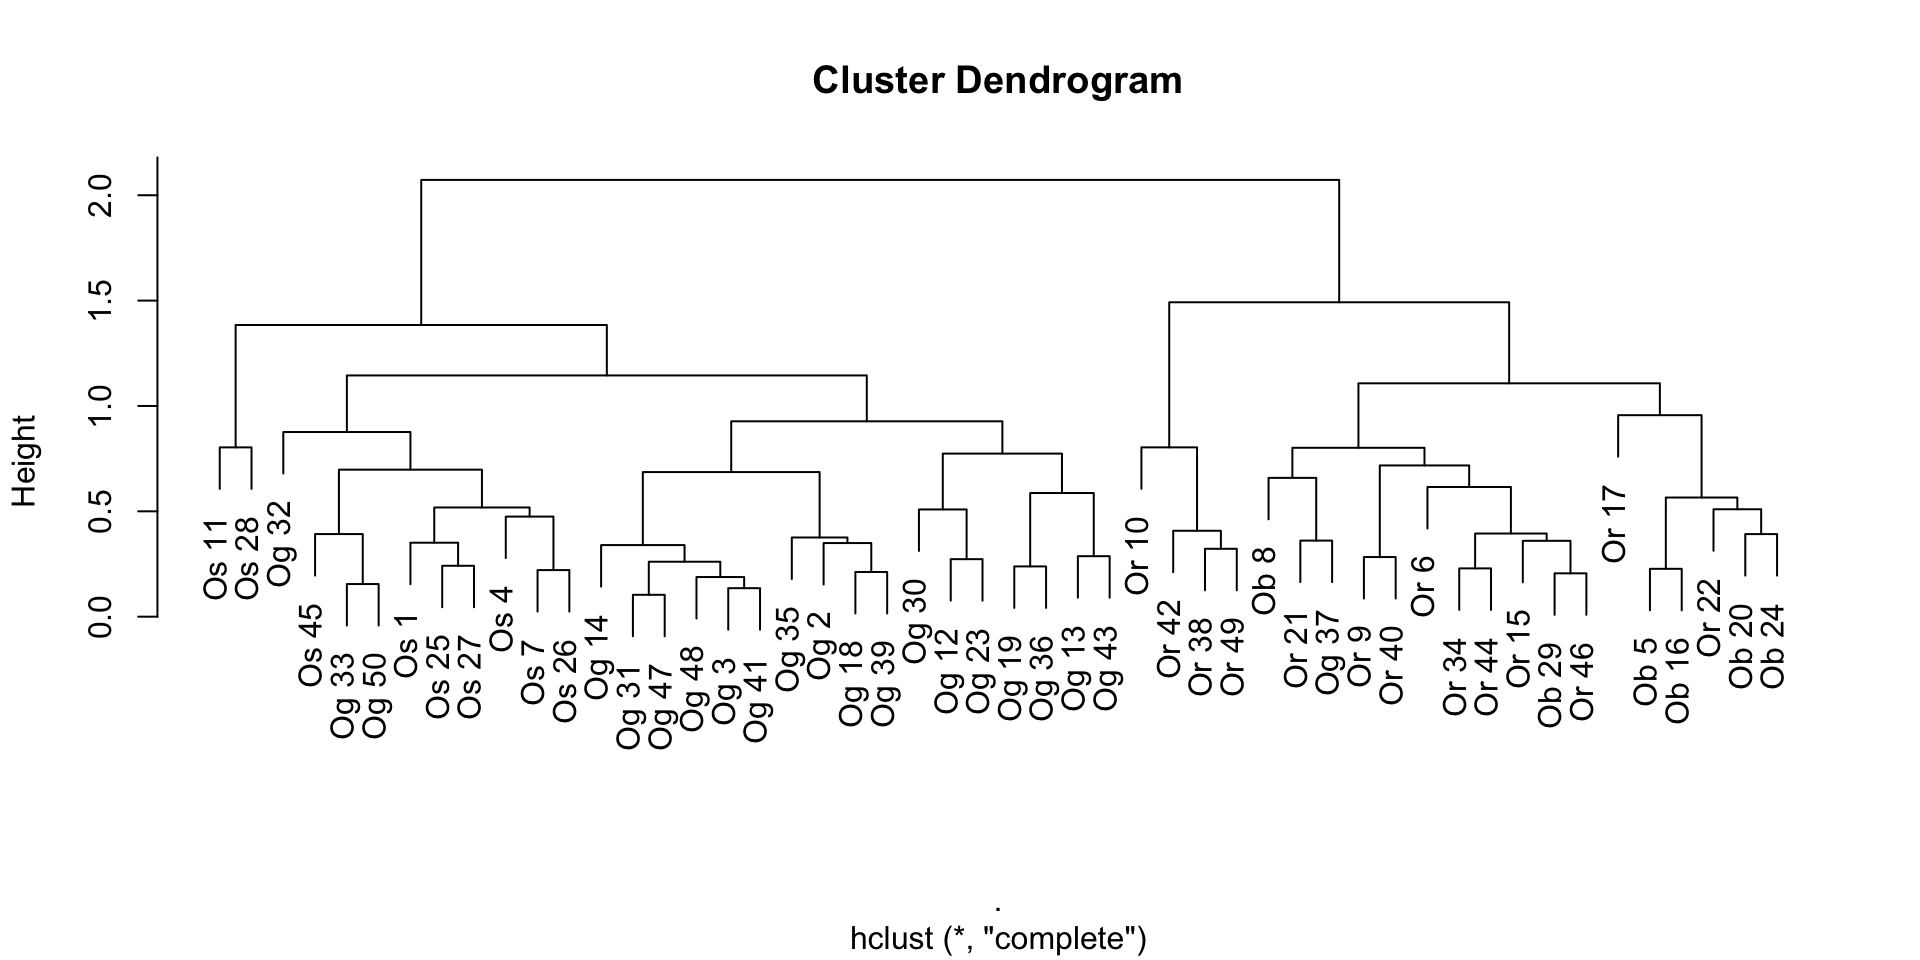 Cluster Dendrogram
Height
2.0
1.5
1.0
0.5
0.0
Os 11
Os 28
Og 32
Os 45
Og 33
Og 50
Os 1
Os 25
Os 27
Os 4
Os 7
Os 26
Og 14
Og 31
Og 47
Og 48
Og 3
Og 41
Og 35
Og 2
Og 18
Og 39
Og 30
Og 12
Og 23
Og 19
Og 36
Og 13
Og 43
Or 10
Or 42
Or 38
Or 49
Ob 8
Or 21
Og 37
Or 9
Or 40
Or 6
Or 34
Or 44
Or 15
Ob 29
Or 46
Or 17
Ob 5
Ob 16
Or 22
Ob 20
Ob 24
.
hclust (*, "complete")